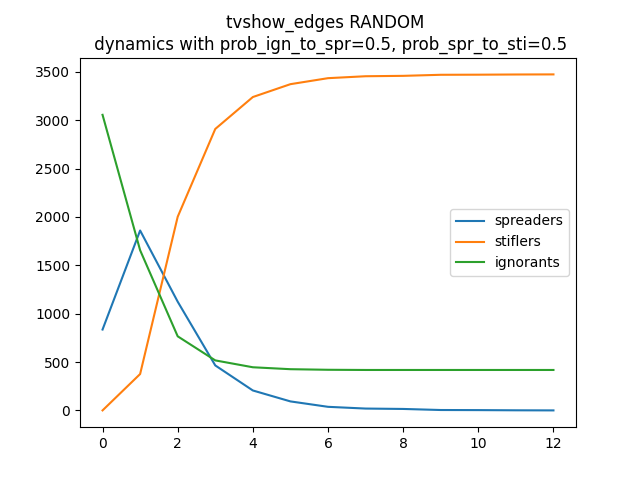 tvshow_edges RANDOM
dynamics with prob_ign_to_spr=0.5, prob_spr_to_sti=0.5
3500
3000
2500
2000
1500
1000
500
0
spreaders
stiflers
ignorants
0 2 4 6 8 10 12